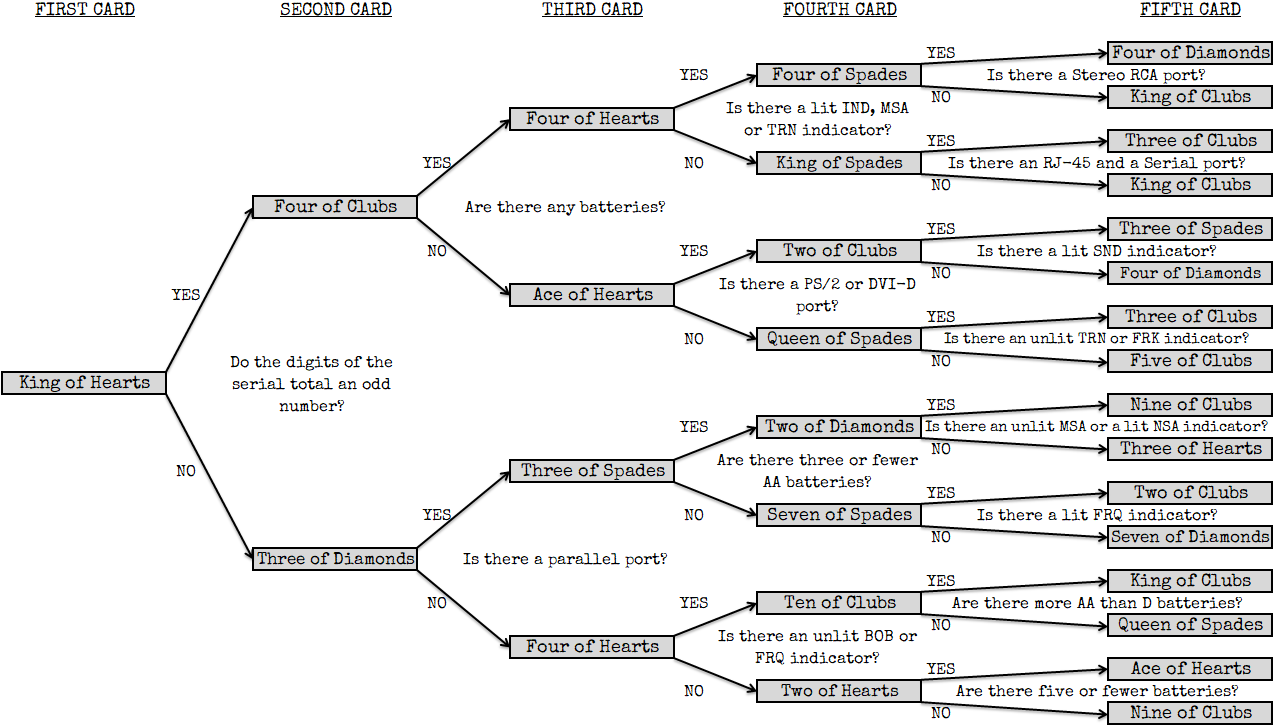 FIRST CARD
SECOND CARD
THIRD CARD
FOURTH CARD
FIFTH CARD
YES
Four of Diamonds
Four of Spades
Is there a Stereo RCA port?
YES
NO
King of Clubs
Is there a lit IND, MSA
or TRN indicator?
Four of Hearts
YES
Three of Clubs
NO
King of Spades
Is there an RJ-45 and a Serial port?
YES
NO
King of Clubs
Four of Clubs
Are there any batteries?
YES
Three of Spades
NO
YES
Two of Clubs
Is there a lit SND indicator?
NO
Four of Diamonds
Is there a PS/2 or DVI-D
port?
Ace of Hearts
YES
YES
Three of Clubs
NO
Queen of Spades
Is there an unlit TRN or FRK indicator?
NO
Five of Clubs
Do the digits of the
serial total an odd
number?
King of Hearts
YES
Nine of Clubs
YES
Two of Diamonds
Is there an unlit MSA or a lit NSA indicator?
NO
Three of Hearts
Are there three or fewer
AA batteries?
NO
Three of Spades
YES
Two of Clubs
YES
NO
Seven of Spades
Is there a lit FRQ indicator?
NO
Seven of Diamonds
Three of Diamonds
Is there a parallel port?
YES
King of Clubs
NO
YES
Ten of Clubs
Are there more AA than D batteries?
NO
Queen of Spades
Is there an unlit BOB or
FRQ indicator?
Four of Hearts
YES
Ace of Hearts
NO
Two of Hearts
Are there five or fewer batteries?
NO
Nine of Clubs